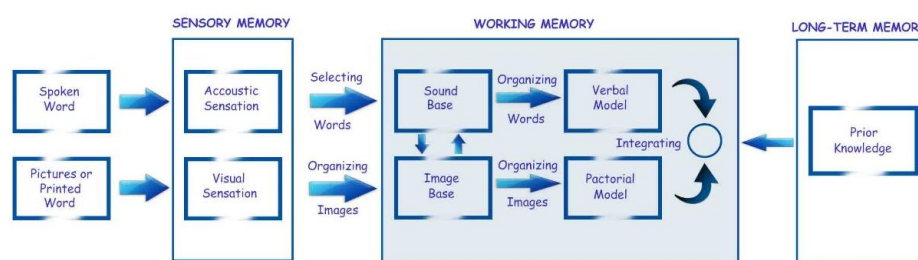 SENSORY MEMORY
WORKING MEMORY
LONG-TERM MEMOR
Spoken
Word
Accoustic
Sensation
Selecting
Words
Sound
Base
Organizing
Words
Verbal
Model
Integrating
Prior
Knowledge
Pictures or
Printed
Word
Visual
Sensation
Organizing
Images
Image
Base
Organizing
Images
Pactorial
Model